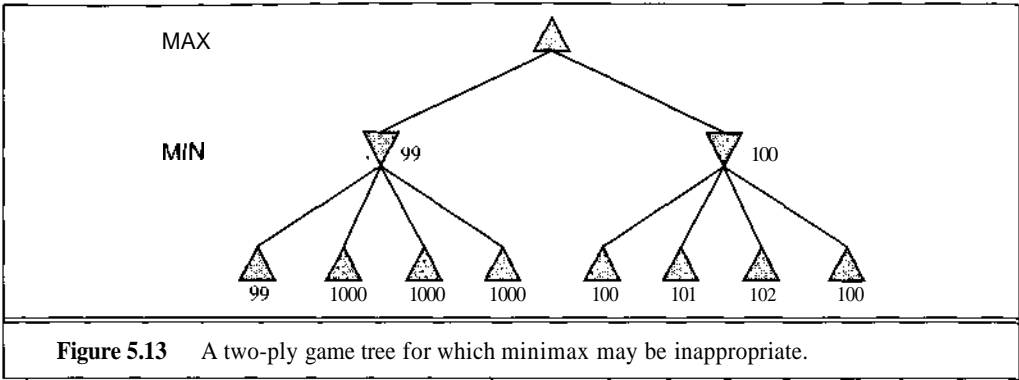 MAX
MIN
99
100
99 1000 1000 1000 100 101 102 100
Figure 5.13 A two-ply game tree for which minimax may be inappropriate.